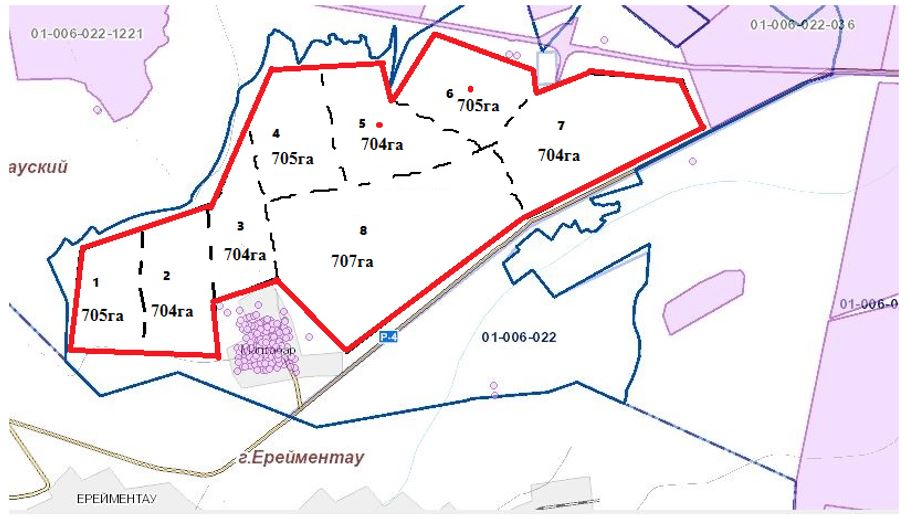 01-006-022-1221
01-006-022-036
ауский
6
705га
5
704га
4
705га
7
704га
3
704га
8
707га
2
704га
1
705га
Р-4
01-006-022
01-006-0
г.Ерейментау
ЕРЕЙМЕНТАУ